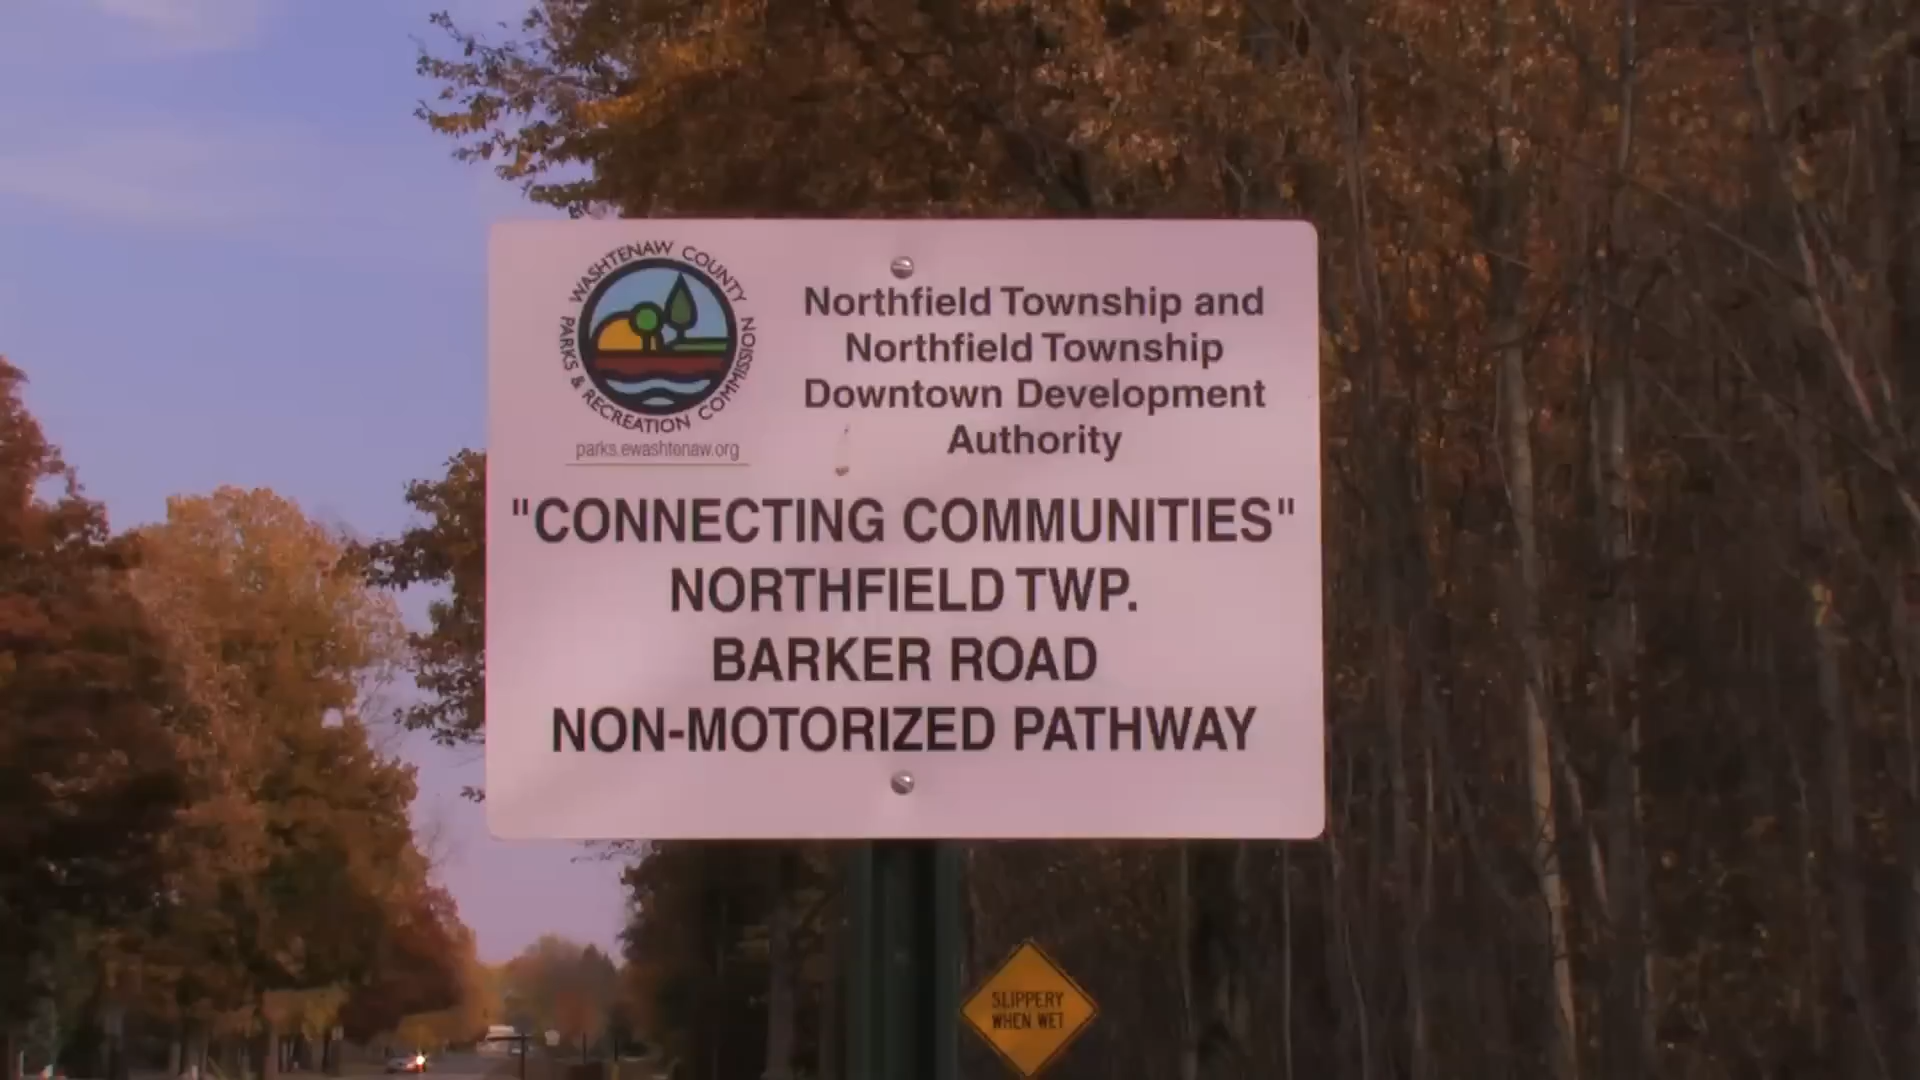 WASHTENAW COUNTY
PARKS & RECREATION COMMISSION
parks.ewashtenaw.org
Northfield Township and
Northfield Township
Downtown Development
Authority
"CONNECTING COMMUNITIES"
NORTHFIELD TWP.
BARKER ROAD
NON-MOTORIZED PATHWAY
SLIPPERY
WHEN WET